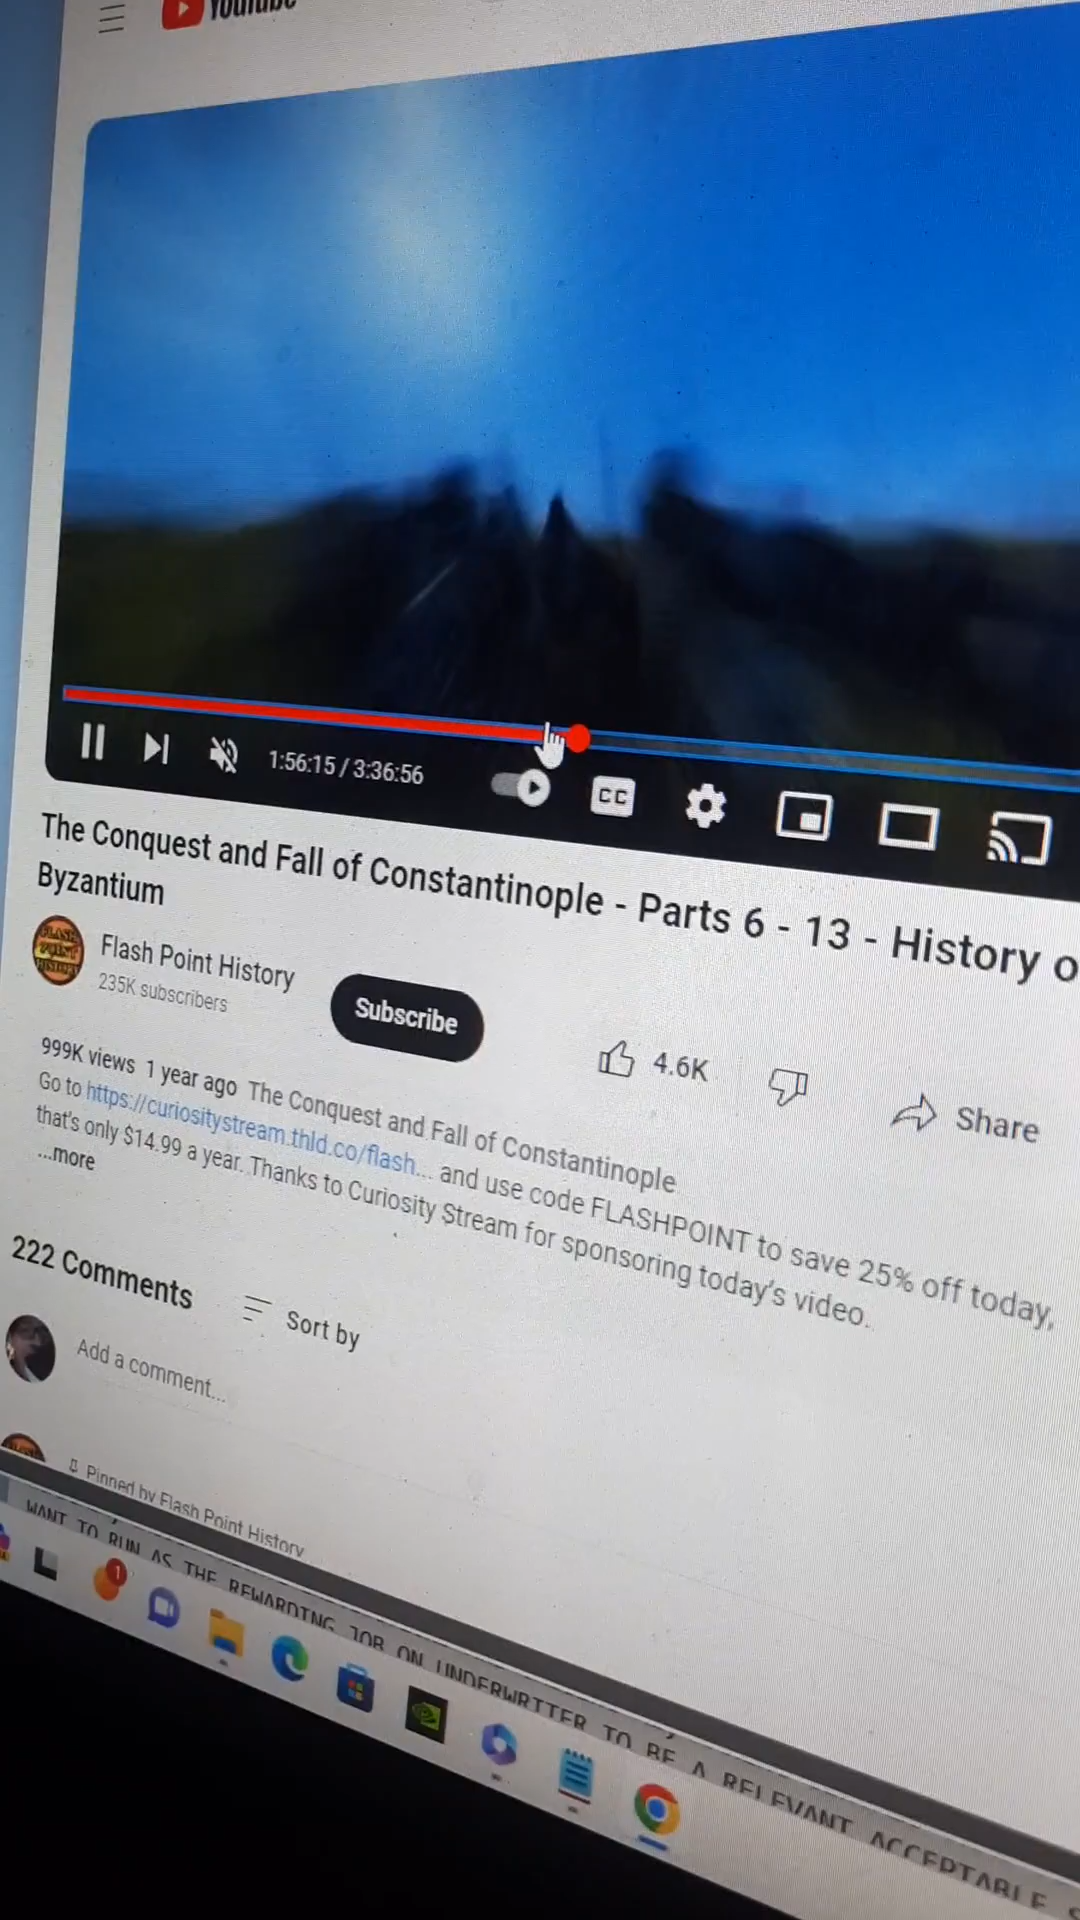 YouTube
1:56:15 / 3:36:56
CC
The Conquest and Fall of Constantinople - Parts 6 - 13 - History o
Byzantium
FLASH
POINT
HISTORY
Flash Point History
235K subscribers
Subscribe
4.6K
Share
999K views 1 year ago The Conquest and Fall of Constantinople
Go to https://curiositystream.thld.co/flash... and use code FLASHPOINT to save 25% off today,
that's only $14.99 a year. Thanks to Curiosity Stream for sponsoring today's video.
...more
222 Comments
Sort by
Add a comment...
Pinned by Flash Point History
WANT TO RUN AS THE REWARDING JOB ON UNDERWRITER TO BE A RELEVANT ACCEPTABLE
1